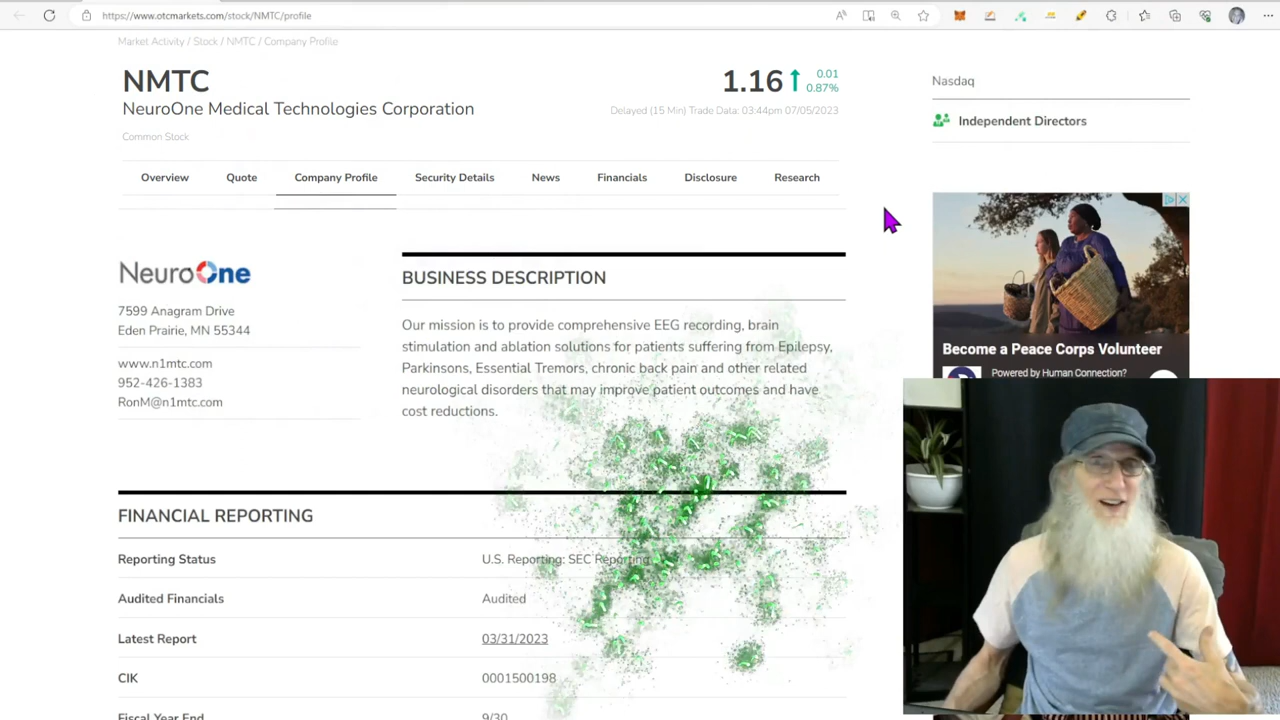 https://www.otcmarkets.com/stock/NMTC/profile
Market Activity / Stock / NMTC / Company Profile
NMTC
1.16
0.01
0.87%
NeuroOne Medical Technologies Corporation
Delayed (15 Min) Trade Data: 03:44pm 07/05/2023
Common Stock
Nasdaq
Independent Directors
Overview Quote Company Profile Security Details News Financials Disclosure Research
NeuroOne
7599 Anagram Drive
Eden Prairie, MN 55344
www.n1mtc.com
952-426-1383
RonM@n1mtc.com
BUSINESS DESCRIPTION
Our mission is to provide comprehensive EEG recording, brain
stimulation and ablation solutions for patients suffering from Epilepsy,
Parkinsons, Essential Tremors, chronic back pain and other related
neurological disorders that may improve patient outcomes and have
cost reductions.
Become a Peace Corps Volunteer
Powered by Human Connection?
FINANCIAL REPORTING
Reporting Status U.S. Reporting: SEC Reporting
Audited Financials Audited
Latest Report 03/31/2023
CIK 0001500198
Fiscal Year End 9/30